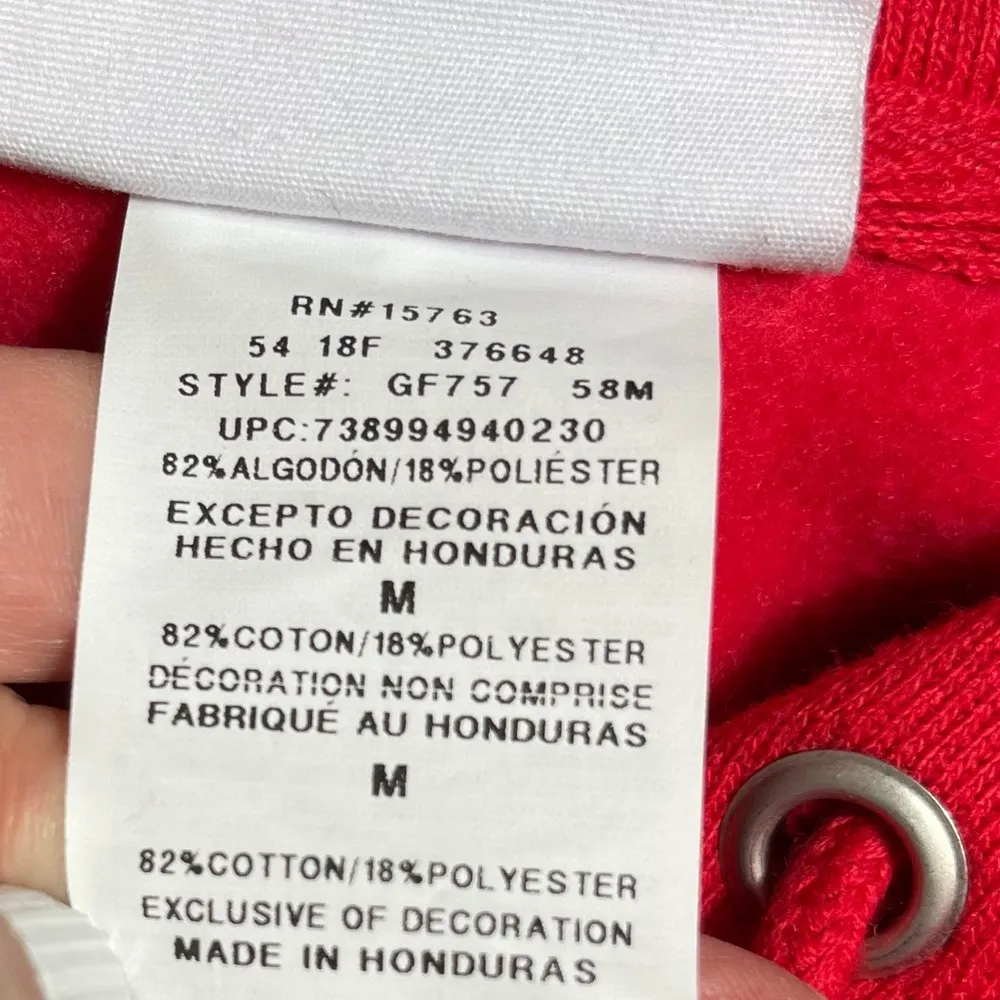 RN#15763
54 18F 376648
STYLE#: GF757 58M
UPC:738994940230
82%ALGODÓN/18%POLIÉSTER
EXCEPTO DECORACIÓN
HECHO EN HONDURAS
M
82%COTON/18%POLYESTER
DÉCORATION NON COMPRISE
FABRIQUÉ AU HONDURAS
M
82%COTTON/18%POLYESTER
EXCLUSIVE OF DECORATION
MADE IN HONDURAS